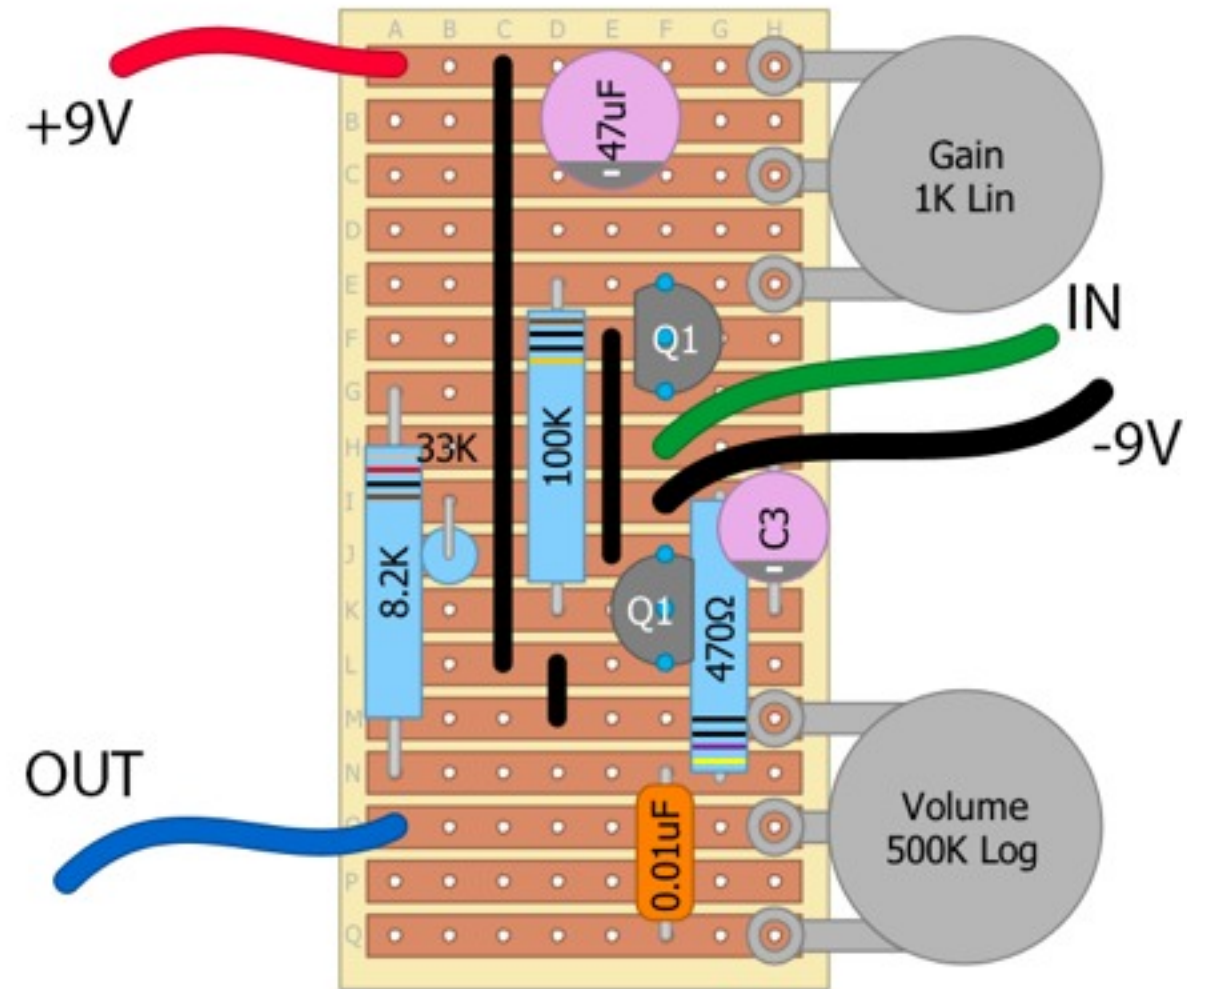 A B C D E F G H
+9V
47uF
-
B
C
D
E
F
G
H
I
J
K
L
M
N
P
Q
Gain
1K Lin
Q1
IN
-9V
33K
100K
8.2K
C3
-
Q1
470Ω
OUT
0.01uF
Volume
500K Log